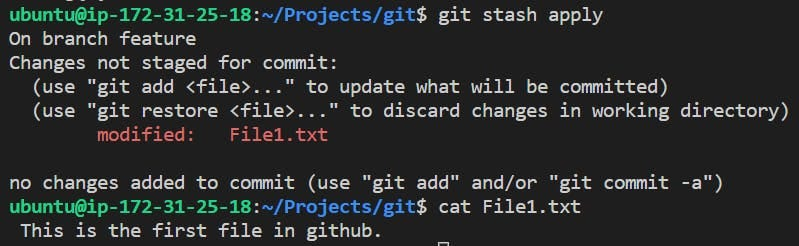 ubuntu@ip-172-31-25-18:~/Projects/git$ git stash apply
On branch feature
Changes not staged for commit:
  (use "git add <file>..." to update what will be committed)
  (use "git restore <file>..." to discard changes in working directory)
        modified:   File1.txt

no changes added to commit (use "git add" and/or "git commit -a")
ubuntu@ip-172-31-25-18:~/Projects/git$ cat File1.txt
 This is the first file in github.